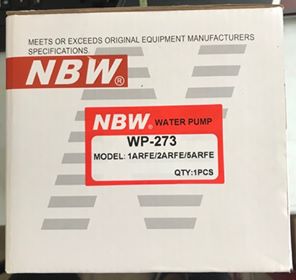 MEETS OR EXCEEDS ORIGINAL EQUIPMENT MANUFACTURERS
SPECIFICATIONS.
NBW®
NBW® WATER PUMP
WP-273
MODEL: 1ARFE/2ARFE/5ARFE
QTY:1PCS